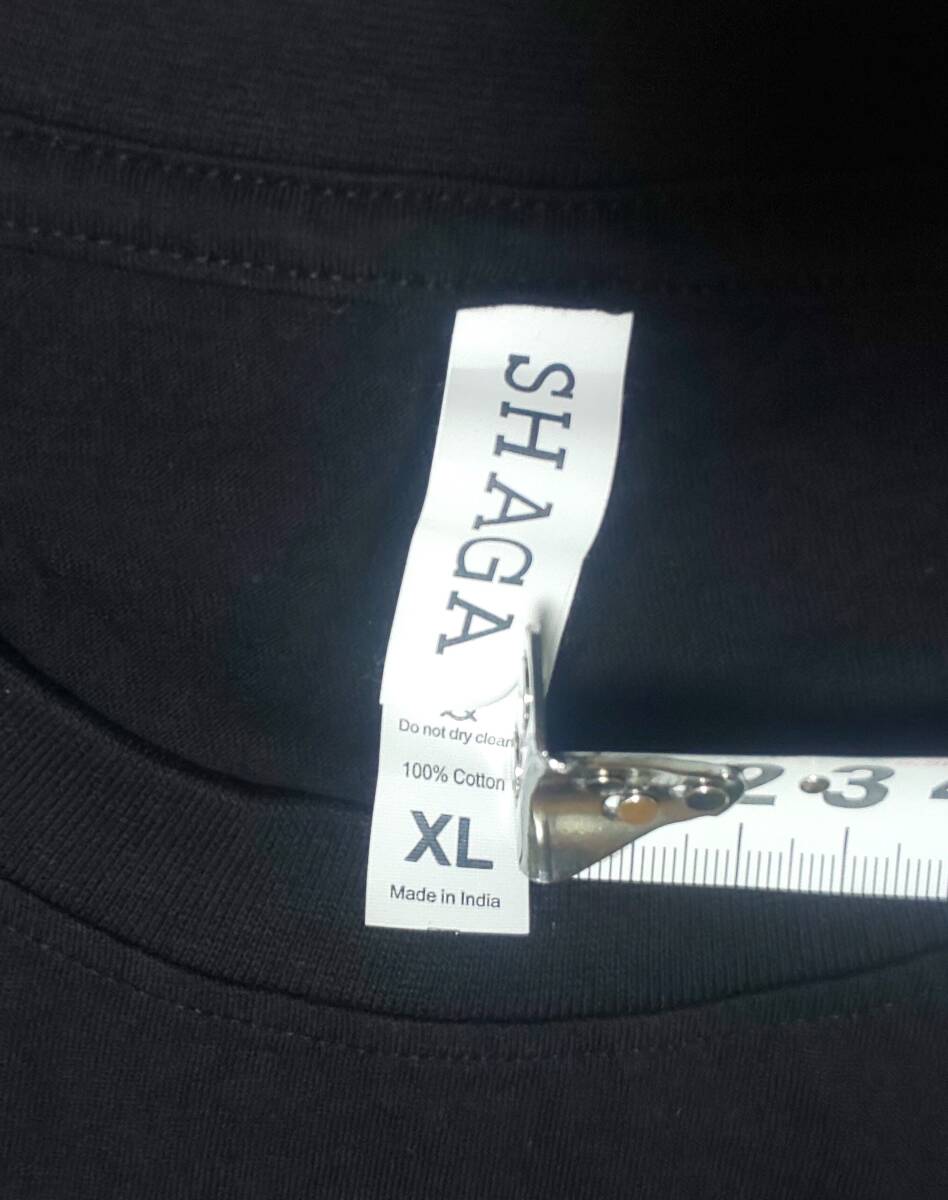 SHAGA
Do not dry clean
100% Cotton
XL
Made in India
2 3